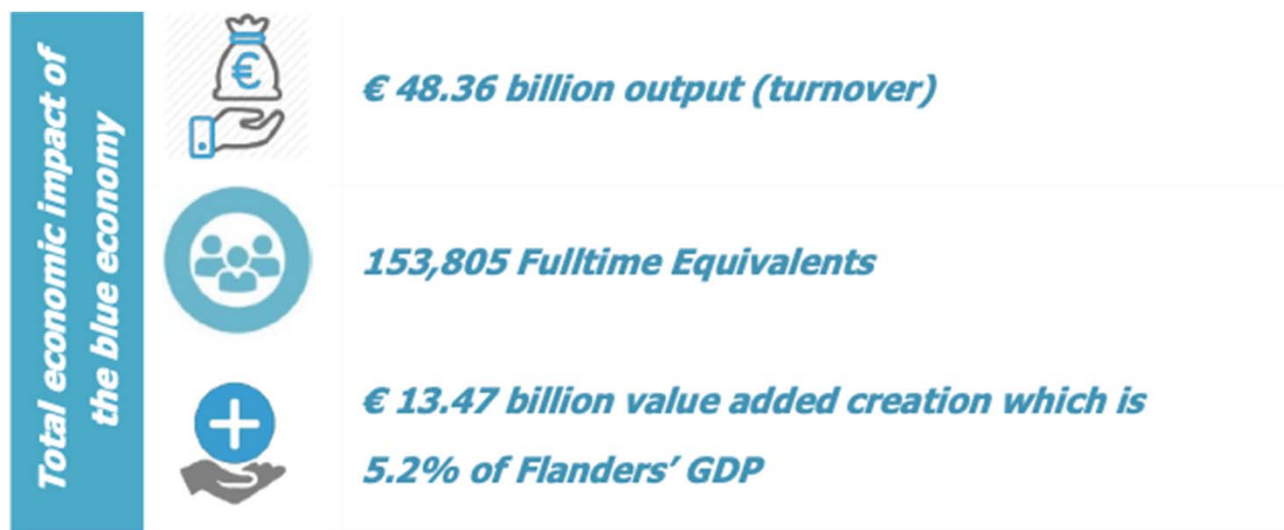 Total economic impact of
the blue economy
€
€ 48.36 billion output (turnover)
153,805 Fulltime Equivalents
€ 13.47 billion value added creation which is
5.2% of Flanders’ GDP